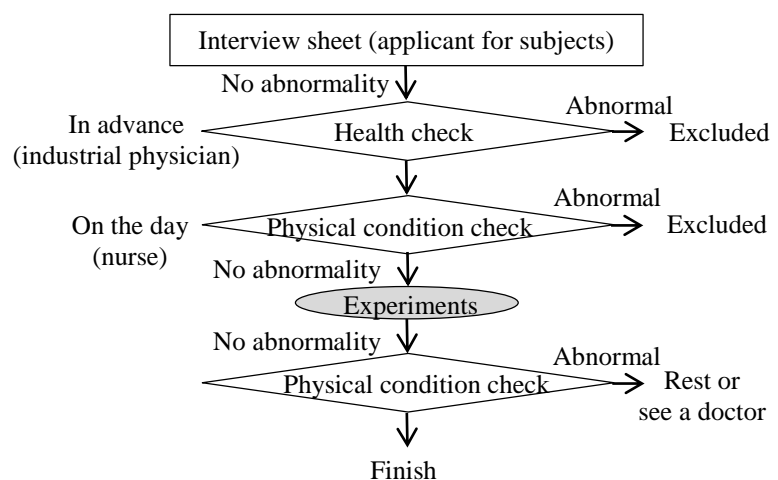 Interview sheet (applicant for subjects)
No abnormality
Abnormal
In advance
(industrial physician)
Health check
Excluded
Abnormal
On the day
(nurse)
Physical condition check
Excluded
No abnormality
Experiments
No abnormality
Abnormal
Physical condition check
Rest or
see a doctor
Finish